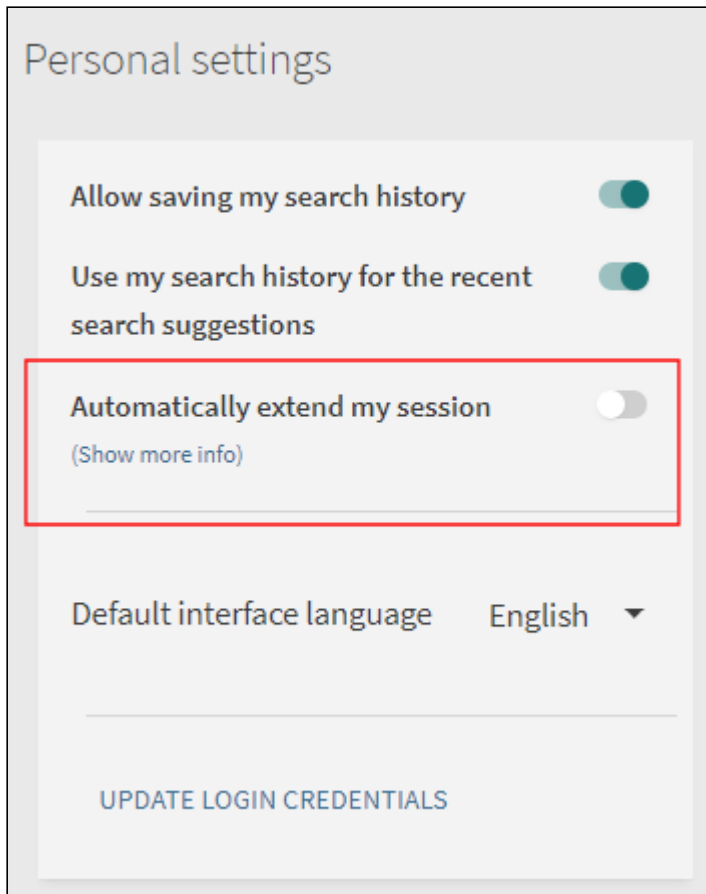 Personal settings
Allow saving my search history
Use my search history for the recent
search suggestions
Automatically extend my session
(Show more info)
Default interface language English
UPDATE LOGIN CREDENTIALS